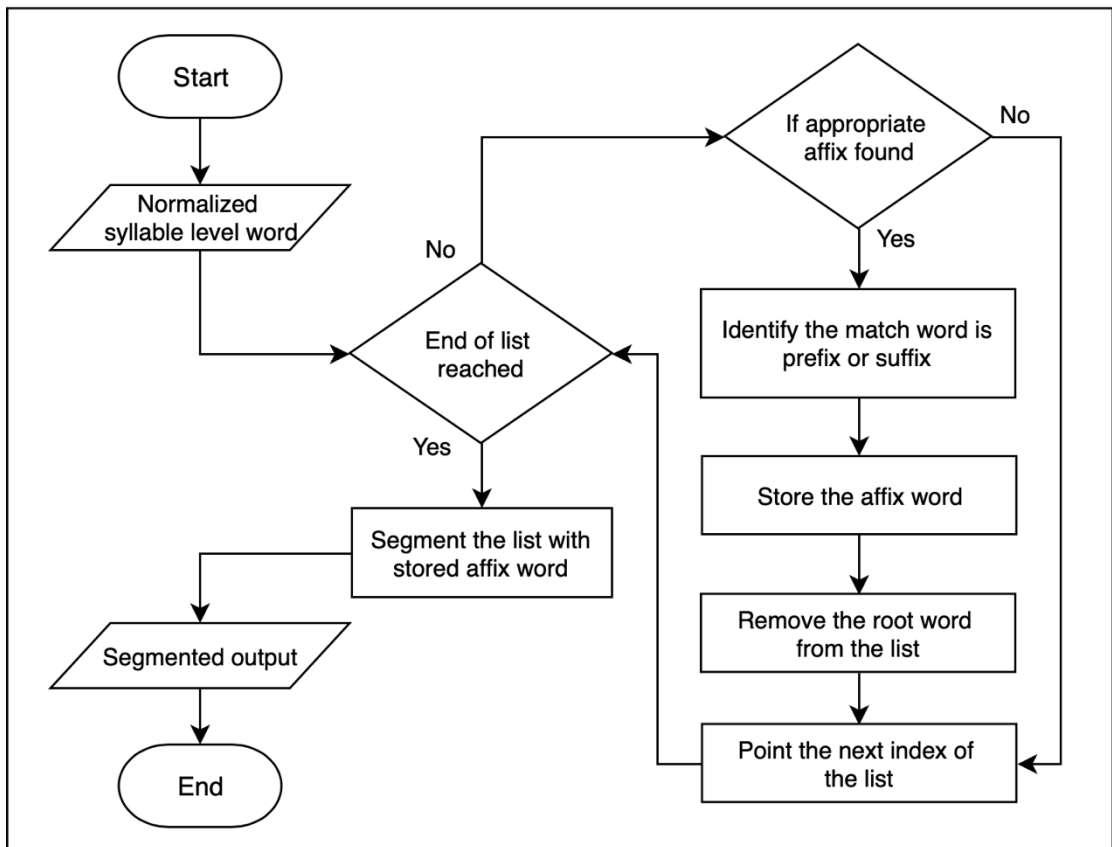 Start
Normalized
syllable level word
No
End of list
reached
Yes
Segment the list with
stored affix word
Segmented output
End
If appropriate
affix found
No
Yes
Identify the match word is
prefix or suffix
Store the affix word
Remove the root word
from the list
Point the next index of
the list